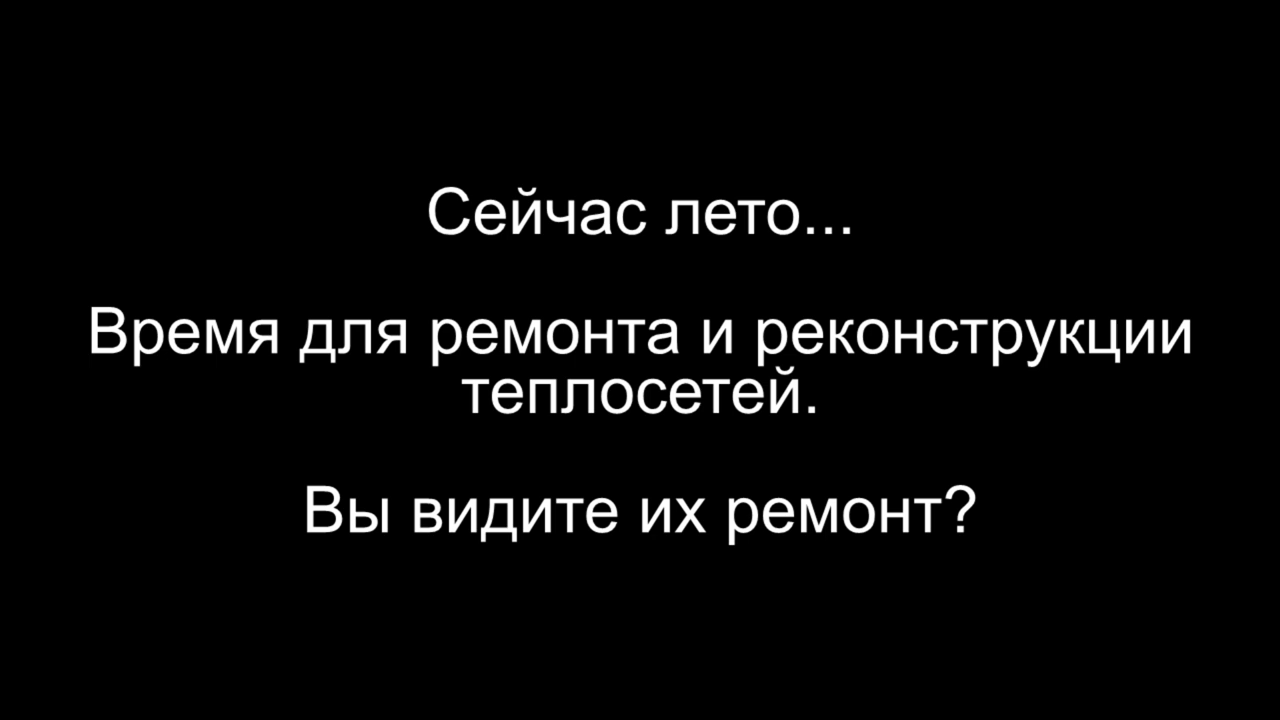 Сейчас лето...
Время для ремонта и реконструкции
теплосетей.
Вы видите их ремонт?